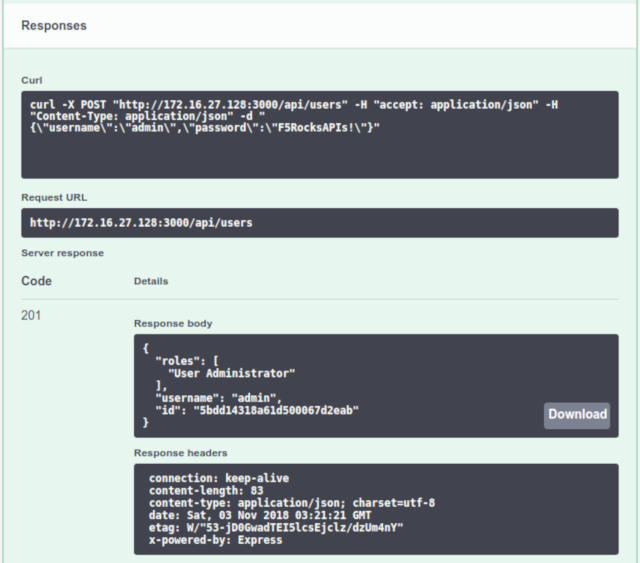 Responses
Curl
curl -X POST "http://172.16.27.128:3000/api/users" -H "accept: application/json" -H
"Content-Type: application/json" -d "
{\"username\":\"admin\",\"password\":\"F5RocksAPIs!\"}"
Request URL
http://172.16.27.128:3000/api/users
Server response
Code Details
201
Response body
{
"roles": [
"User Administrator"
],
"username": "admin",
"id": "5bdd14318a61d500067d2eab"
}
Download
Response headers
connection: keep-alive
content-length: 83
content-type: application/json; charset=utf-8
date: Sat, 03 Nov 2018 03:21:21 GMT
etag: W/"53-jD0GwadTEI5lcsEjclz/dzUm4nY"
x-powered-by: Express